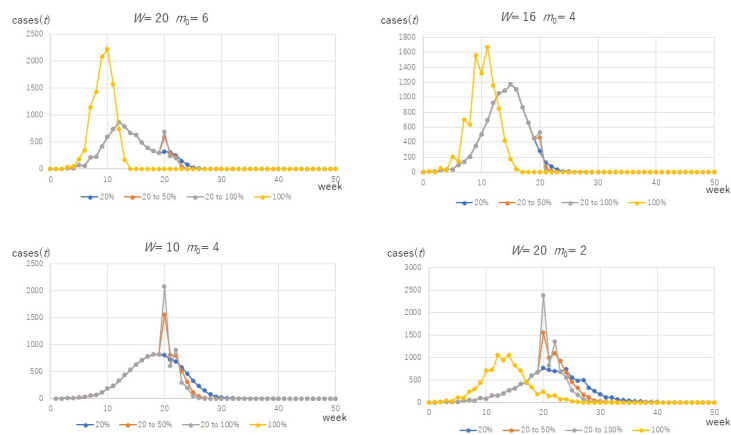 W= 20 m0= 6
cases(t)
2500
2000
1500
1000
500
0
0 10 20 30 40 50
week
20% 20 to 50% 20 to 100% 100%
W= 16 m0= 4
cases(t)
1800
1600
1400
1200
1000
800
600
400
200
0
0 10 20 30 40 50
week
20% 20 to 50% 20 to 100% 100%
W= 10 m0= 4
cases(t)
2500
2000
1500
1000
500
0
0 10 20 30 40 50
week
20% 20 to 50% 20 to 100% 100%
W= 20 m0= 2
cases(t)
3000
2500
2000
1500
1000
500
0
0 10 20 30 40 50
week
20% 20 to 50% 20 to 100% 100%